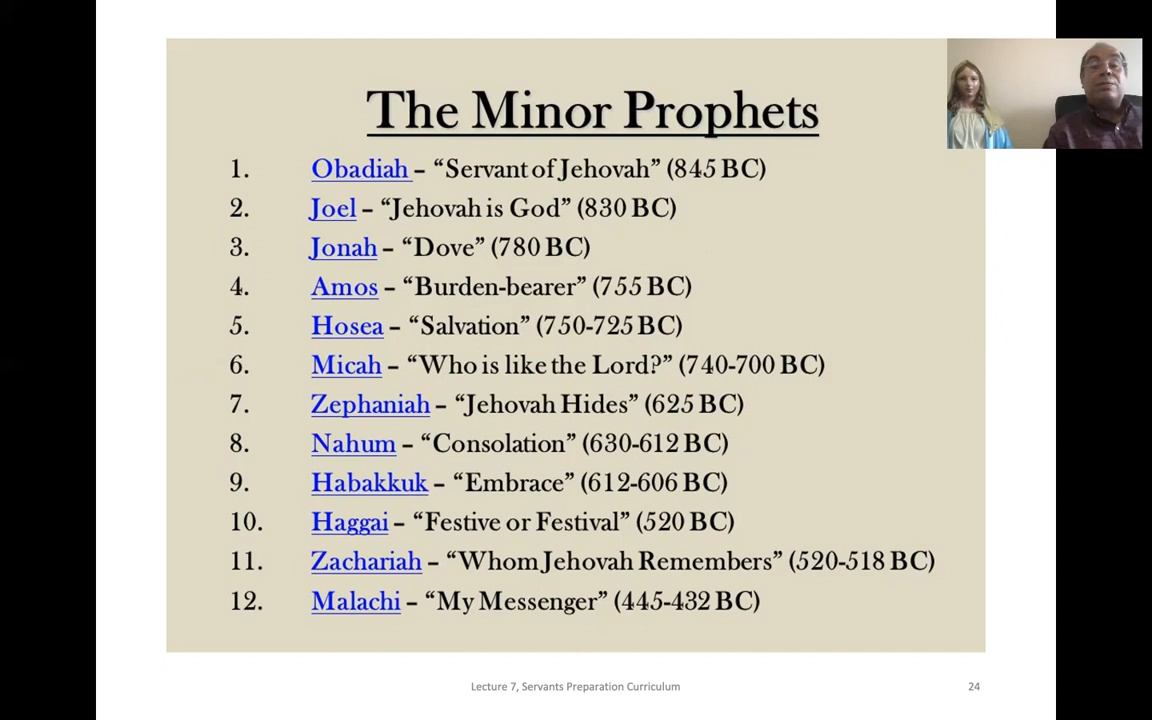 The Minor Prophets
1. Obadiah – “Servant of Jehovah” (845 BC)
2. Joel – “Jehovah is God” (830 BC)
3. Jonah – “Dove” (780 BC)
4. Amos – “Burden-bearer” (755 BC)
5. Hosea – “Salvation” (750-725 BC)
6. Micah – “Who is like the Lord?” (740-700 BC)
7. Zephaniah – “Jehovah Hides” (625 BC)
8. Nahum – “Consolation” (630-612 BC)
9. Habakkuk – “Embrace” (612-606 BC)
10. Haggai – “Festive or Festival” (520 BC)
11. Zachariah – “Whom Jehovah Remembers” (520-518 BC)
12. Malachi – “My Messenger” (445-432 BC)
Lecture 7, Servants Preparation Curriculum 24